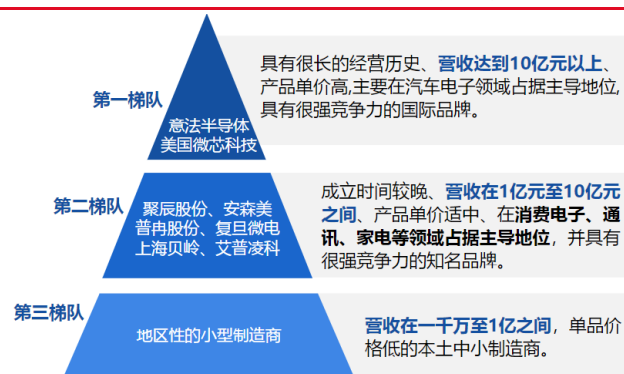 第一梯队
意法半导体
美国微芯科技
具有很长的经营历史、营收达到10亿元以上、
产品单价高,主要在汽车电子领域占据主导地位,
具有很强竞争力的国际品牌。
第二梯队
聚辰股份、安森美
普冉股份、复旦微电
上海贝岭、艾普凌科
成立时间较晚、营收在1亿元至10亿元
之间、产品单价适中、在消费电子、通
讯、家电等领域占据主导地位，并具有
很强竞争力的知名品牌。
第三梯队
地区性的小型制造商
营收在一千万至1亿之间，单品价
格低的本土中小制造商。